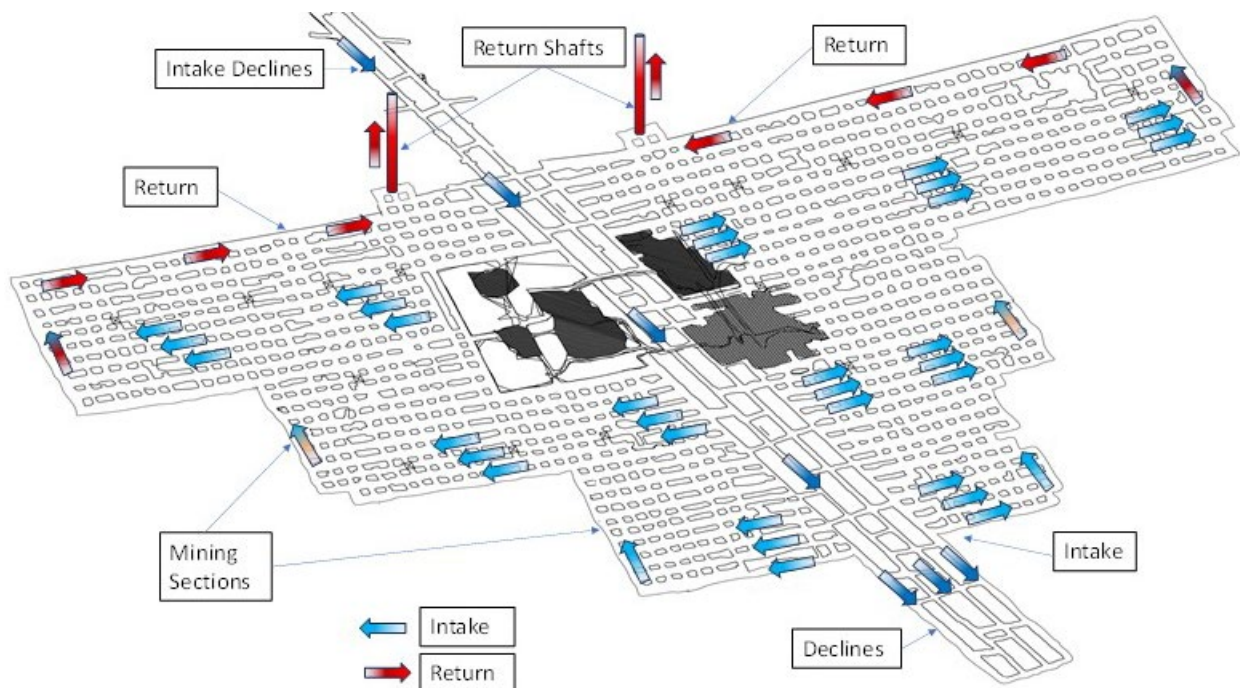 Intake Declines
Return Shafts
Return
Return
Mining
Sections
Intake
Declines
Intake
Return